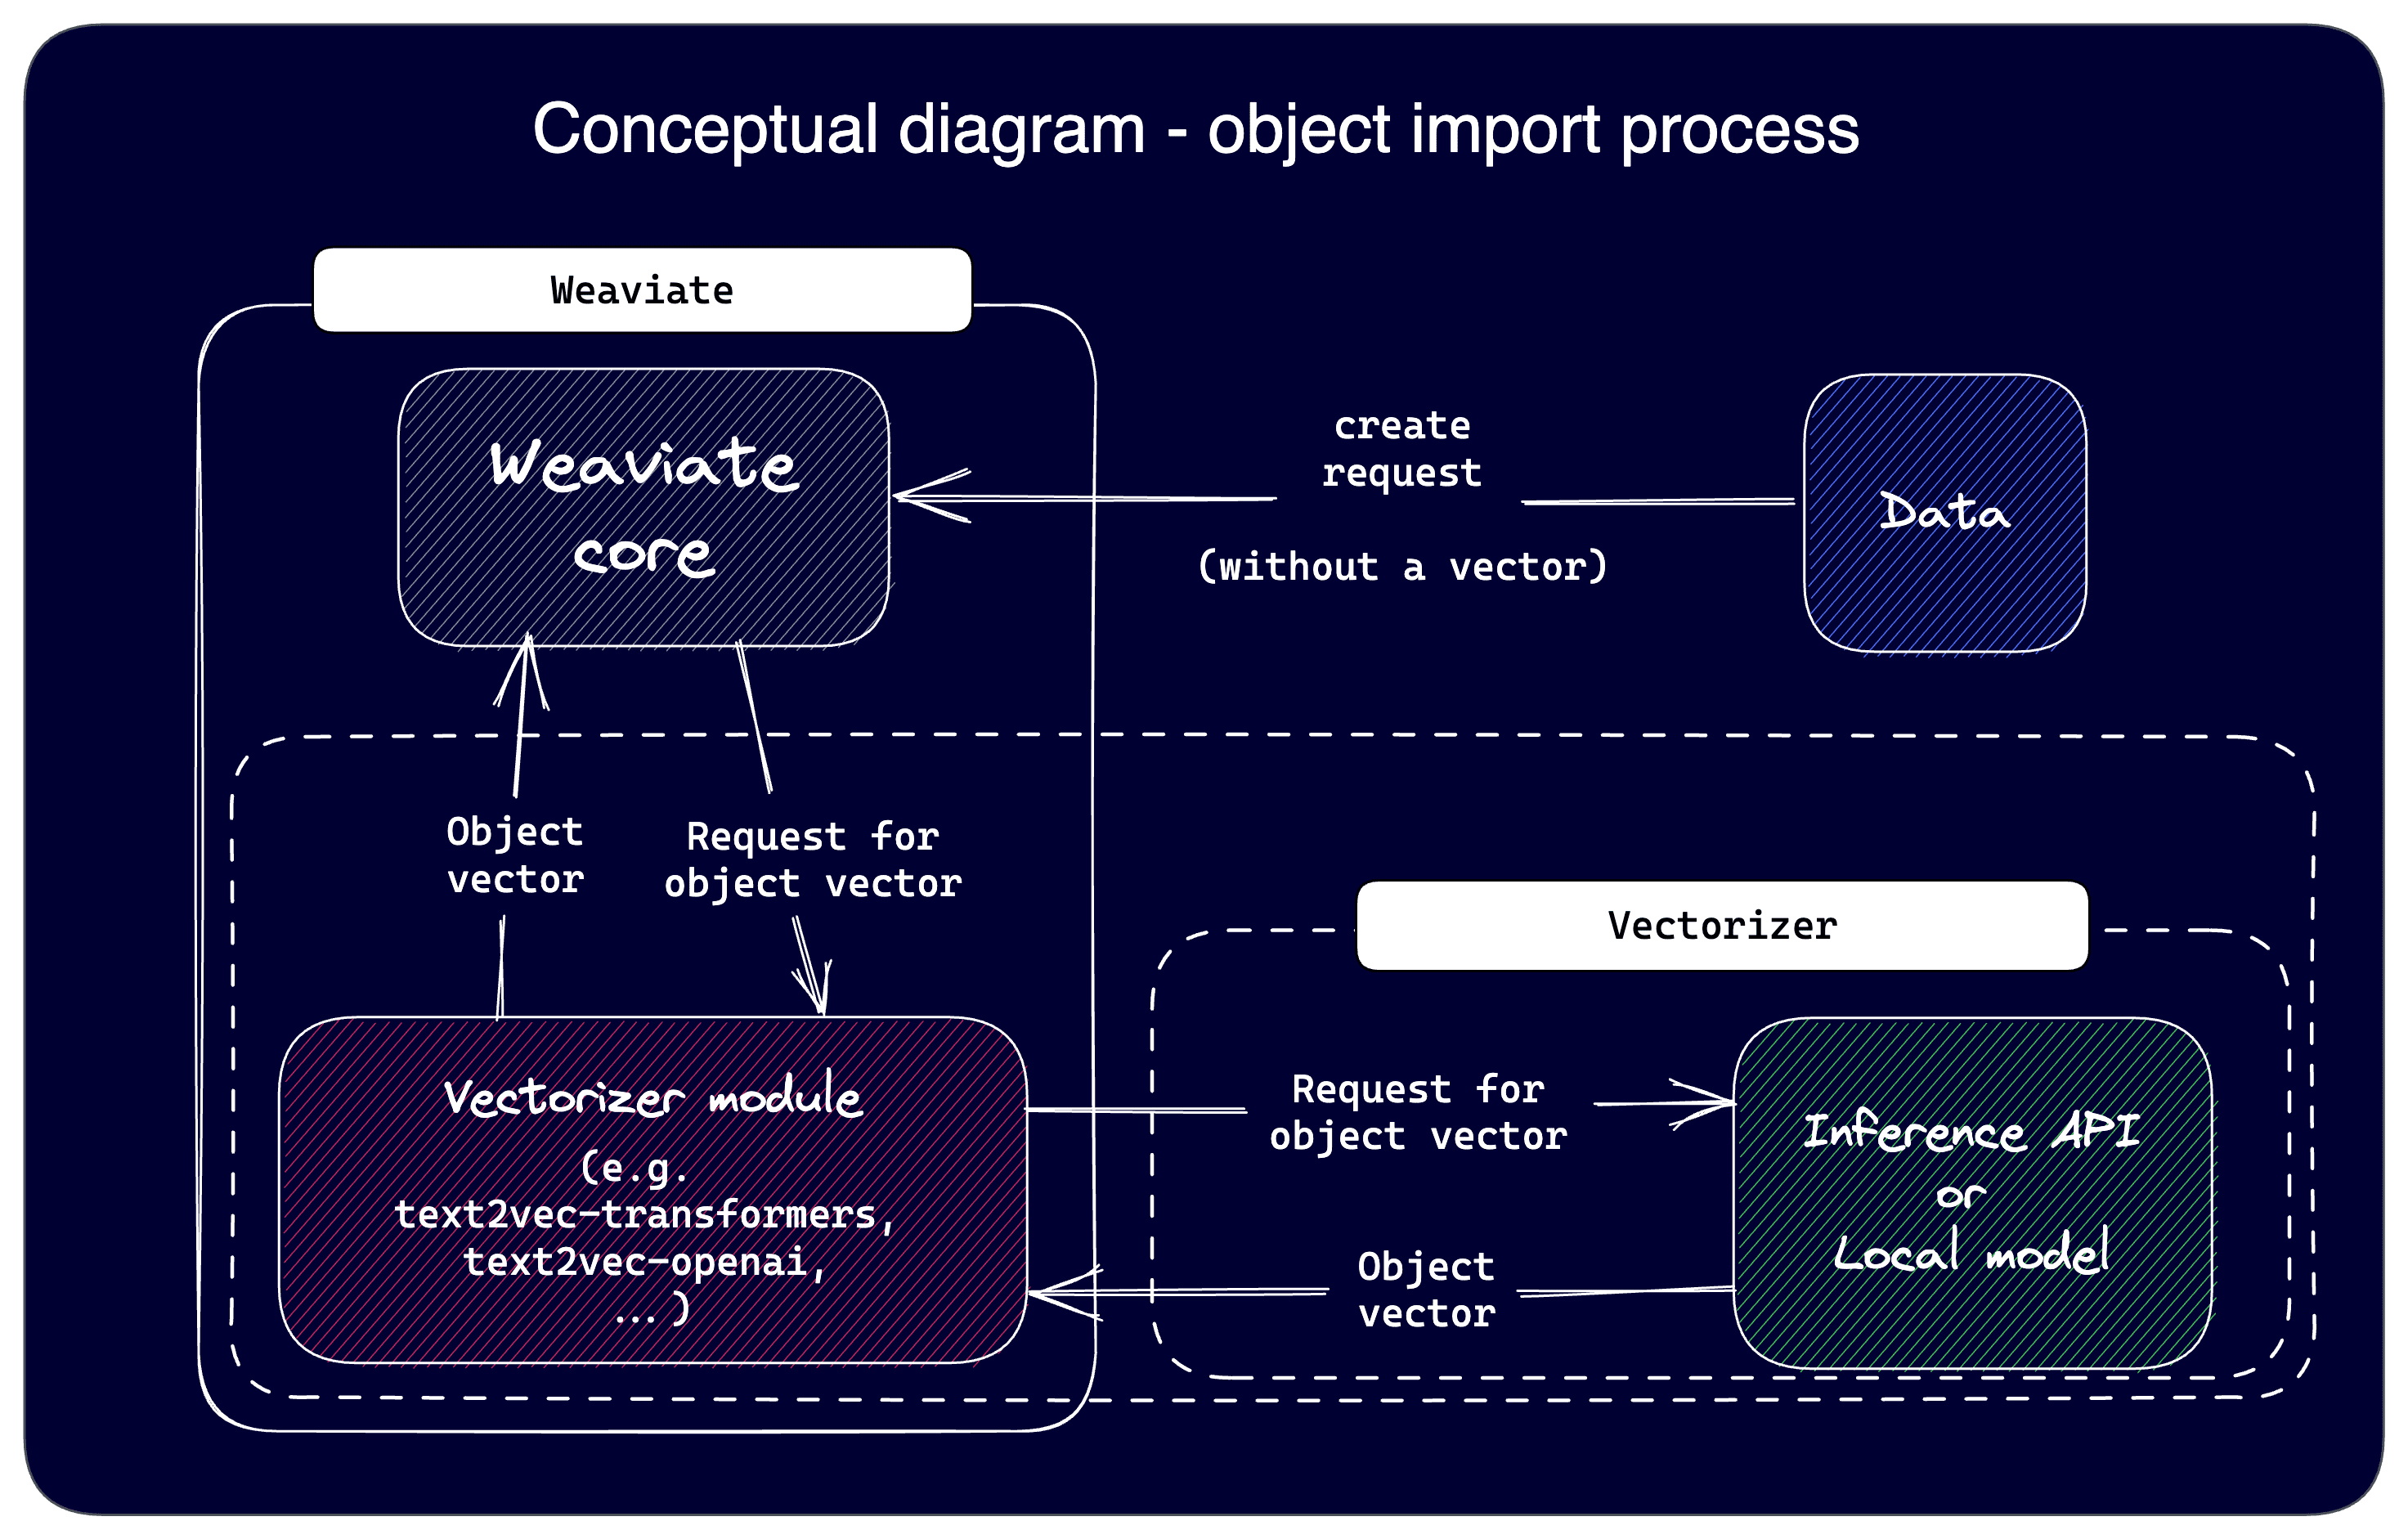 Conceptual diagram - object import process
Weaviate
Weaviate
core
create
request
(without a vector)
Data
Object
vector
Request for
object vector
Vectorizer
Vectorizer module
(e.g.
text2vec-transformers,
text2vec-openai,
... )
Request for
object vector
Object
vector
Inference API
or
Local model